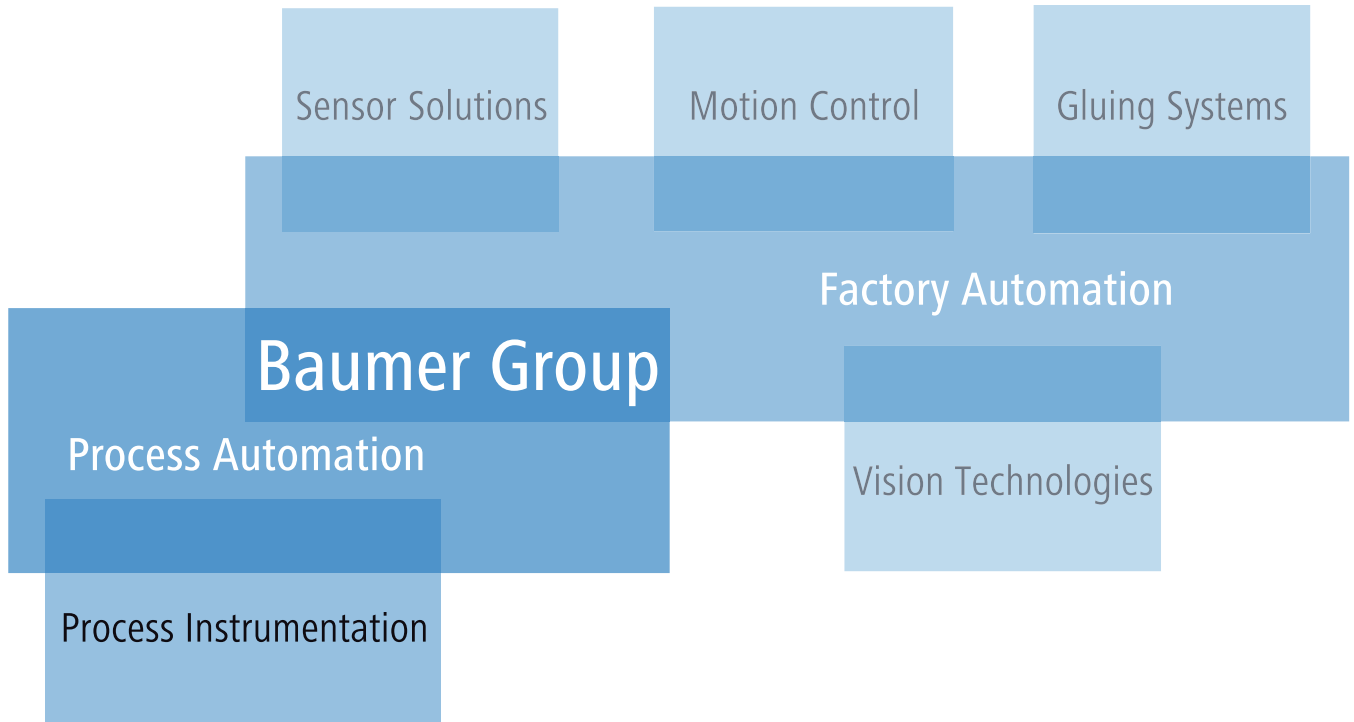 Sensor Solutions
Motion Control
Gluing Systems
Factory Automation
Baumer Group
Process Automation
Vision Technologies
Process Instrumentation